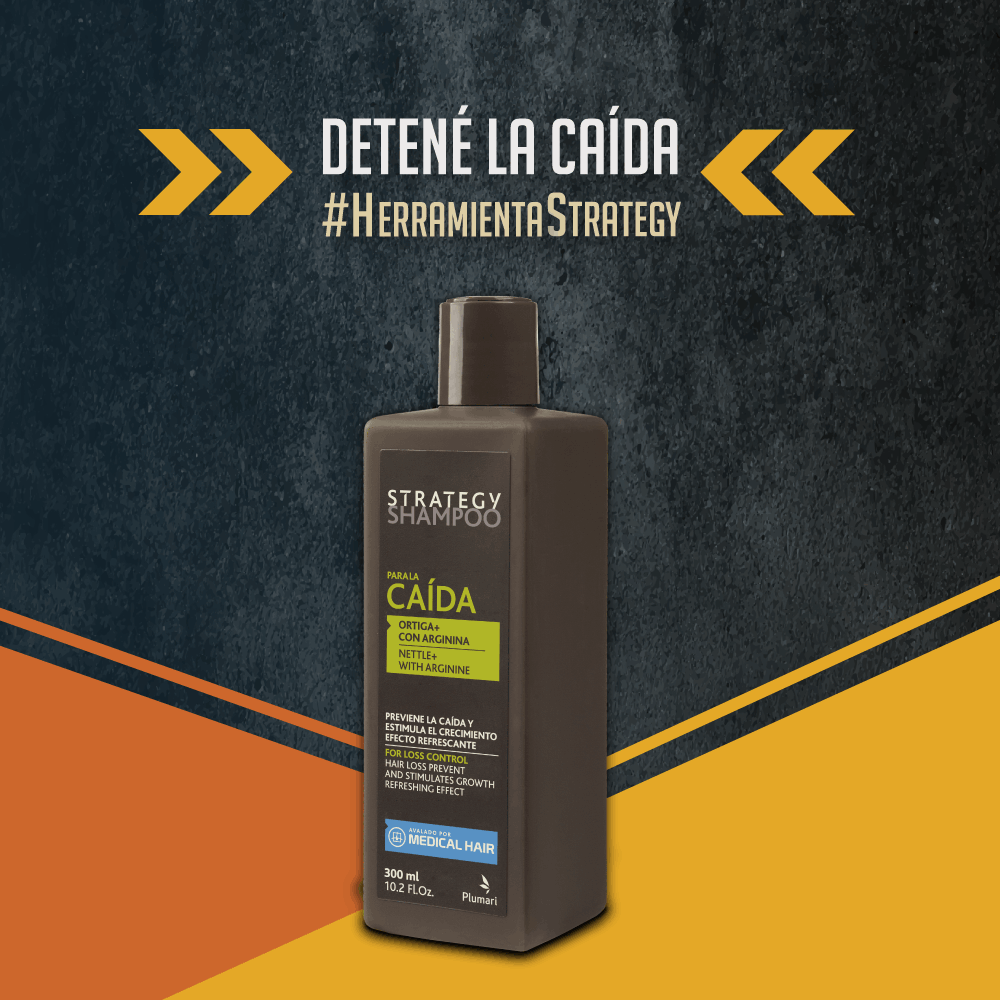 DETENÉ LA CAÍDA
#HERRAMIENTASTRATEGY
STRATEGY
SHAMPOO
PARA LA
CAÍDA
ORTIGA+
CON ARGININA
NETTLE+
WITH ARGININE
PREVIENE LA CAÍDA Y
ESTIMULA EL CRECIMIENTO
EFECTO REFRESCANTE
FOR LOSS CONTROL
HAIR LOSS PREVENT
AND STIMULATES GROWTH
REFRESHING EFFECT
AVALADO POR
MEDICAL HAIR
300 ml
10.2 FLOz.
Plumari